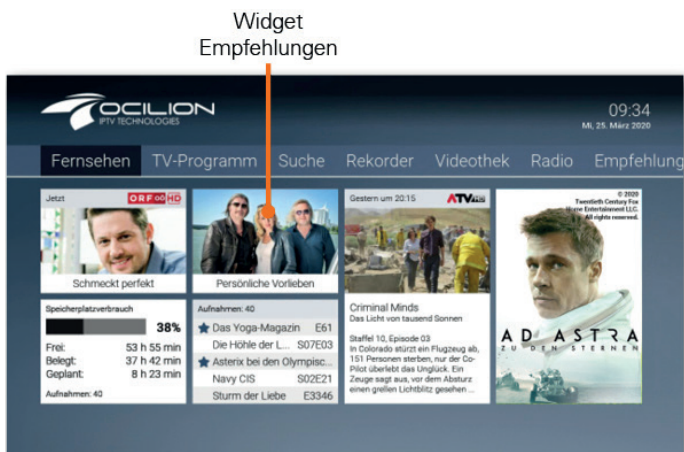 Widget
Empfehlungen
OCILION
IPTV TECHNOLOGIES
09:34
Mi, 25. März 2020
Fernsehen TV-Programm Suche Rekorder Videothek Radio Empfehlung
Jetzt ORF oö HD
Schmeckt perfekt
Persönliche Vorlieben
Gestern um 20:15 ATV HD
© 2020
Twentieth Century Fox
Home Entertainment LLC.
All rights reserved.
Speicherplatzverbrauch
38%
Frei: 53 h 55 min
Belegt: 37 h 42 min
Geplant: 8 h 23 min
Aufnahmen: 40
Aufnahmen: 40
Das Yoga-Magazin E61
Die Höhle der L... S07E03
Asterix bei den Olympisc...
Navy CIS S02E21
Sturm der Liebe E3346
Criminal Minds
Das Licht von tausend Sonnen
Staffel 10, Episode 03
In Colorado stürzt ein Flugzeug ab,
151 Personen sterben, nur der Co-
Pilot überlebt das Unglück. Ein
Zeuge sagt aus, vor dem Absturz
einen grellen Lichtblitz gesehen ...
AD ASTRA
ZU DEN STERNEN